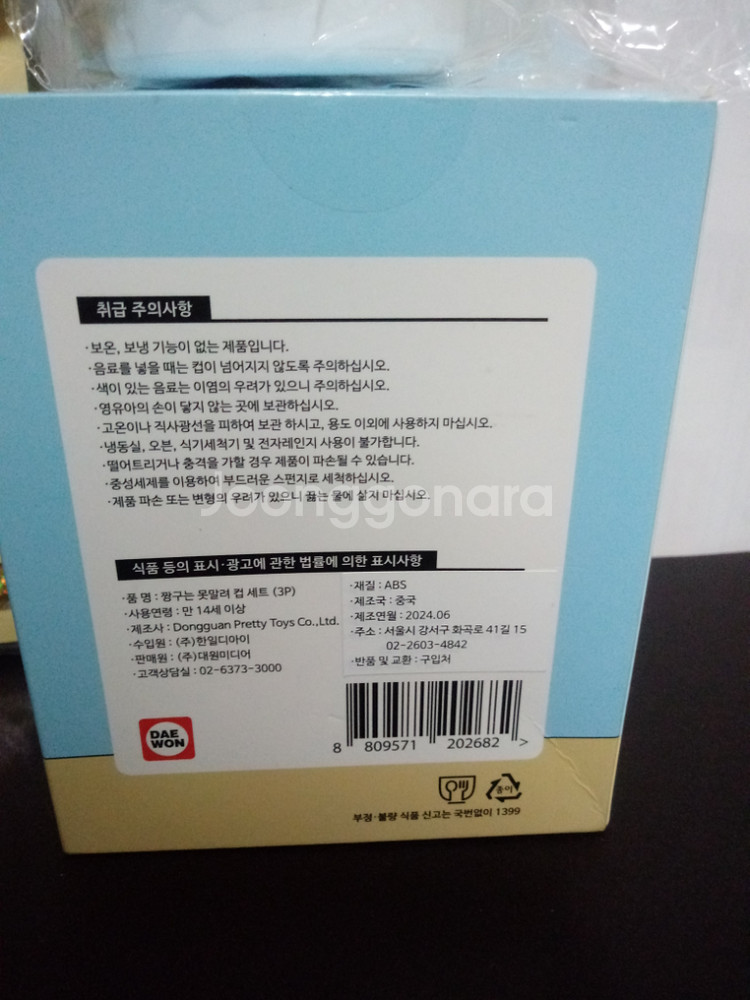 취급 주의사항
·보온, 보냉 기능이 없는 제품입니다.
·음료를 넣을 때는 컵이 넘어지지 않도록 주의하십시오.
·색이 있는 음료는 이염의 우려가 있으니 주의하십시오.
·영유아의 손이 닿지 않는 곳에 보관하십시오.
·고온이나 직사광선을 피하여 보관 하시고, 용도 이외에 사용하지 마십시오.
·냉동실, 오븐, 식기세척기 및 전자레인지 사용이 불가합니다.
·떨어트리거나 충격을 가할 경우 제품이 파손될 수 있습니다.
·중성세제를 이용하여 부드러운 스펀지로 세척하십시오.
·제품 파손 또는 변형의 우려가 있으니 끓는 물에 삶지 마십시오.
Joonggonara
식품 등의 표시·광고에 관한 법률에 의한 표시사항
·품 명 : 짱구는 못말려 컵 세트 (3P)
·사용연령 : 만 14세 이상
·제조사 : Dongguan Pretty Toys Co.,Ltd.
·수입원 : (주)한일디아이
·판매원 : (주)대원미디어
·고객상담실 : 02-6373-3000
·재질 : ABS
·제조국 : 중국
·제조연월 : 2024.06
·주소 : 서울시 강서구 화곡로 41길 15
02-2603-4842
·반품 및 교환 : 구입처
DAE
WON
8 809571 202682 >
종이
부정·불량 식품 신고는 국번없이 1399